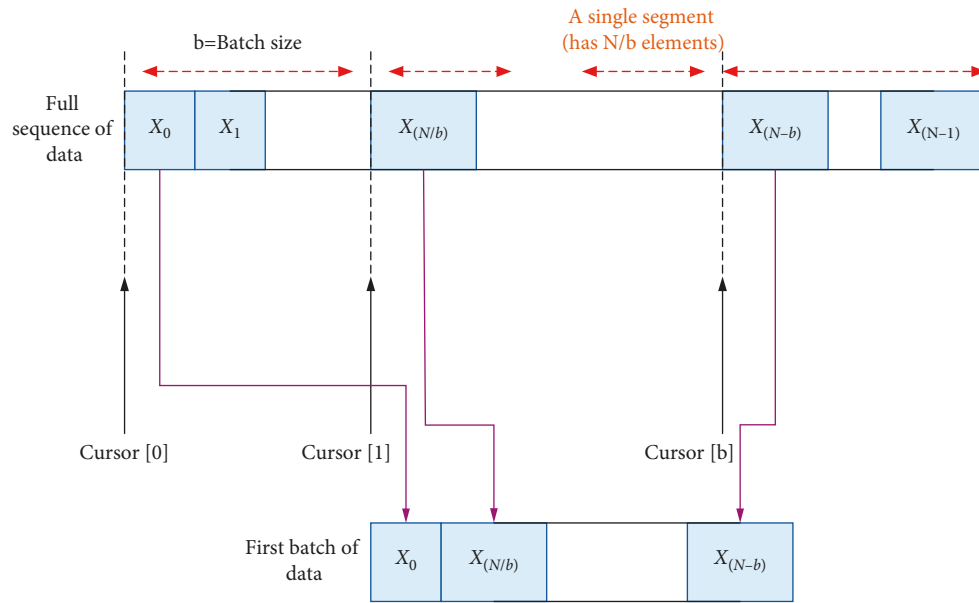 A single segment
(has N/b elements)
b=Batch size
Full
sequence of
data
X0
X1
X(N/b)
X(N–b)
X(N–1)
Cursor [0]
Cursor [1]
Cursor [b]
First batch of
data
X0
X(N/b)
X(N–b)